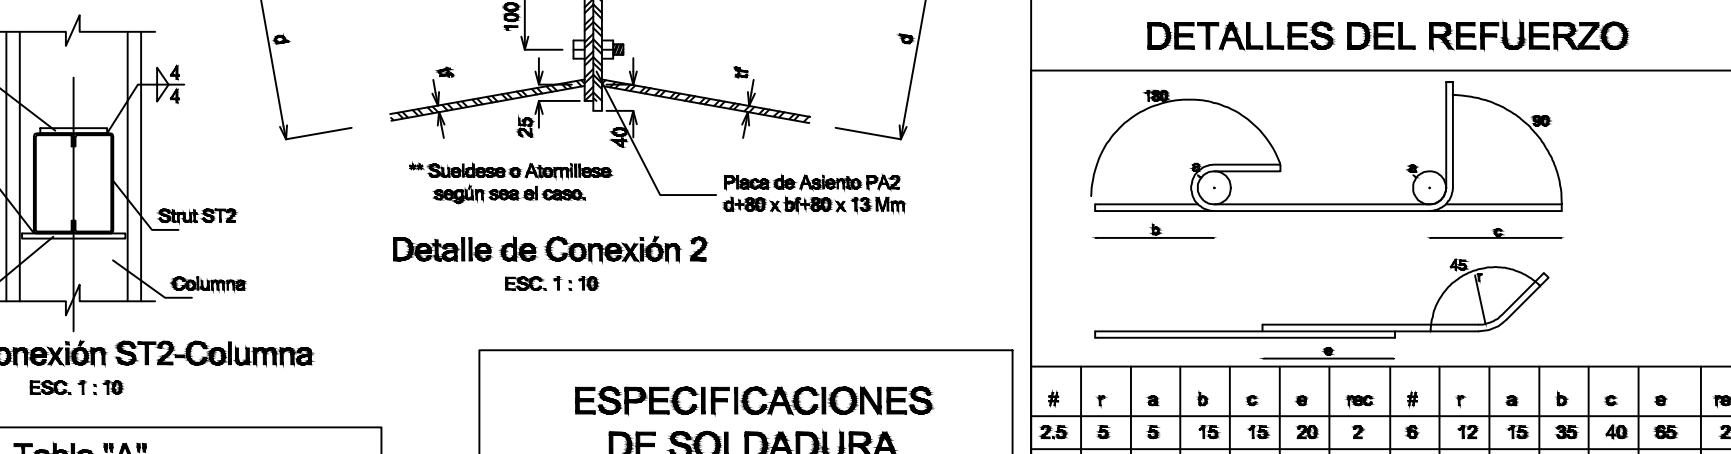 4
4
Strut ST2
Columna
onexión ST2-Columna
ESC. 1 : 10
Tabla "A"
d
100
tf
25
40
tf
d
** Sueldese o Atornillese
según sea el caso.
Placa de Asiento PA2
d+80 x bf+80 x 13 Mm
Detalle de Conexión 2
ESC. 1 : 10
ESPECIFICACIONES
DE SOLDADURA
DETALLES DEL REFUERZO
180
a
b
90
a
c
45
r
e
# r a b c e rec # r a b c e re
2.5 5 5 15 15 20 2 6 12 15 35 40 65 2